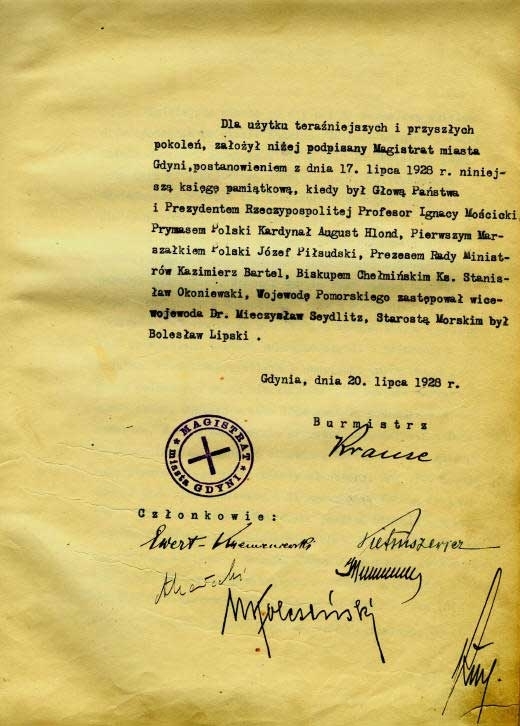 Dla użytku teraźniejszych i przyszłych
pokoleń, założył niżej podpisany Magistrat miasta
Gdyni,postanowieniem z dnia 17. lipca 1928 r. niniej-
szą księgę pamiątkową, kiedy był Głową Państwa
i Prezydentem Rzeczypospolitej Profesor Ignacy Mościcki,
Prymasem Polski Kardynał August Hlond, Pierwszym Mar-
szałkiem Polski Józef Piłsudski, Prezesem Rady Ministr-
rów Kazimierz Bartel, Biskupem Chełmińskim Ks. Stanis-
ław Okoniewski, Wojewodę Pomorskiego zastępował wice-
wojewoda Dr. Mieczysław Seydlitz, Starostą Morskim był
Bolesław Lipski .
Gdynia, dnia 20. lipca 1928 r.
Burmistrz
Krause
MAGISTRAT
miasta GDYNI
Członkowie:
Ewert-